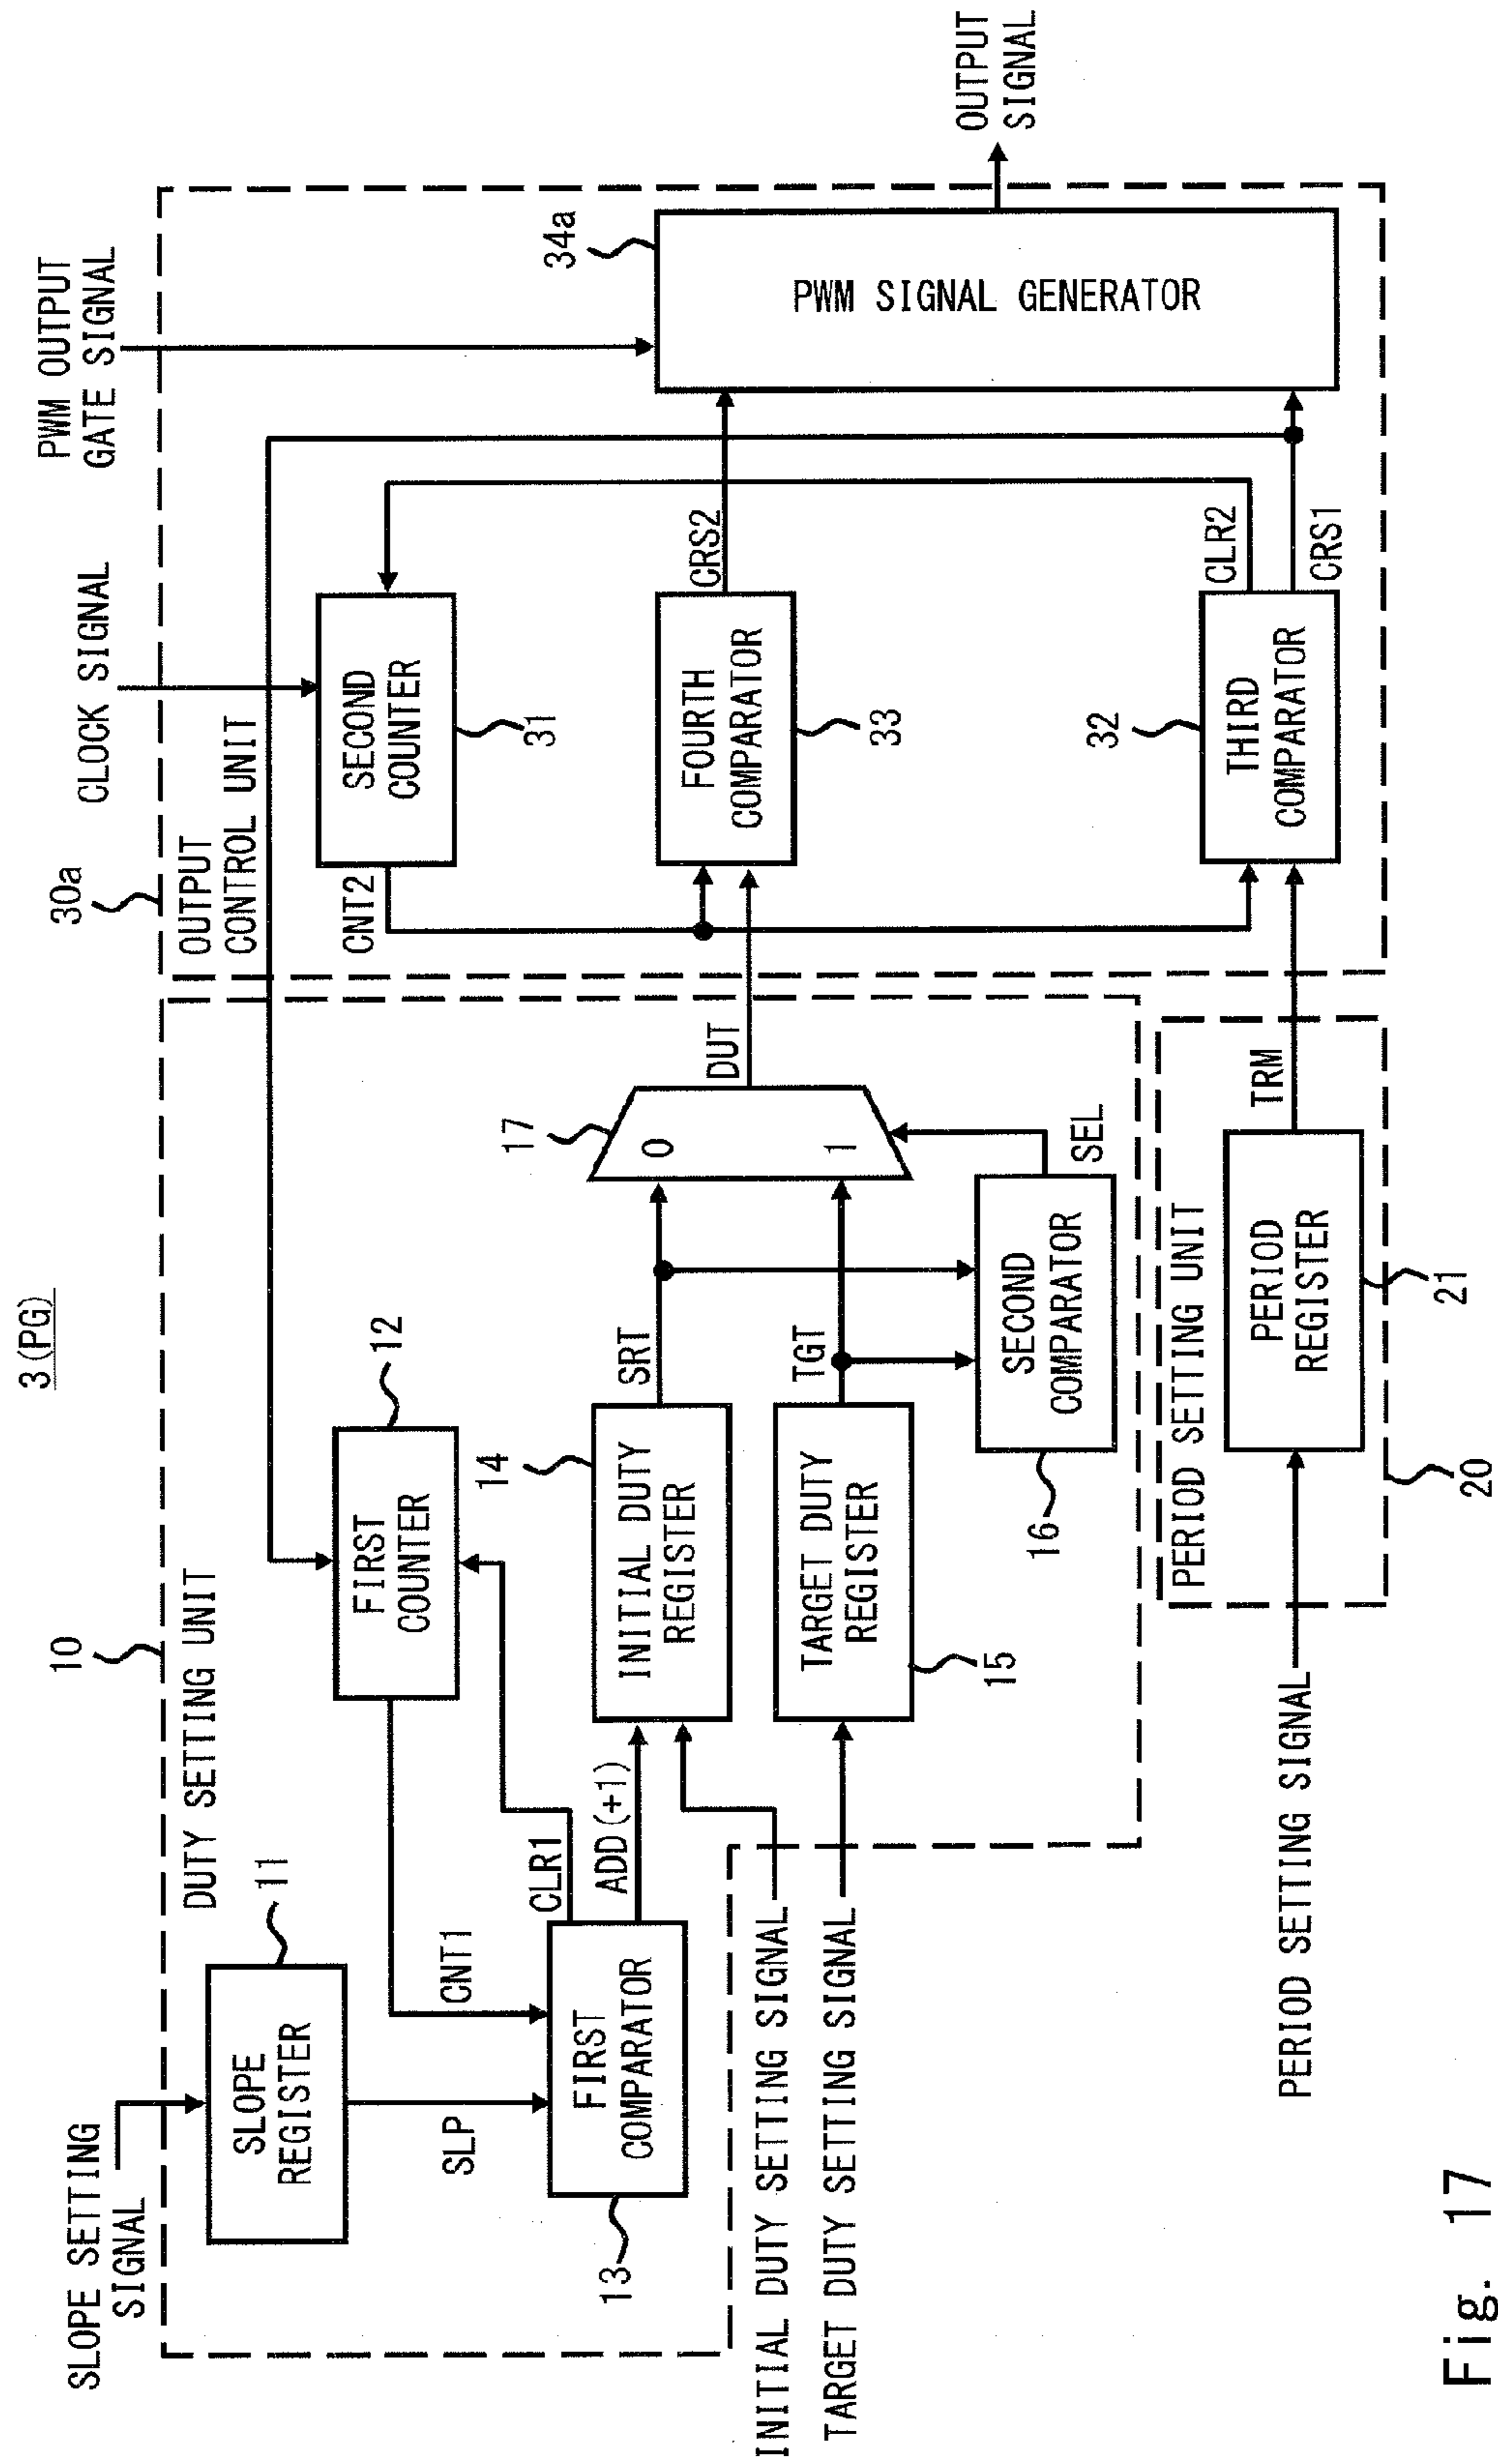 3(PG)
SLOPE SETTING
SIGNAL
10
DUTY SETTING UNIT
11
SLOPE
REGISTER
SLP
FIRST
COMPARATOR
13
CNT1
CLR1
ADD(+1)
12
FIRST
COUNTER
14
INITIAL DUTY
REGISTER
SRT
TARGET DUTY
REGISTER
15
TGT
SECOND
COMPARATOR
16
SEL
17
0
1
DUT
INITIAL DUTY SETTING SIGNAL
TARGET DUTY SETTING SIGNAL
PERIOD SETTING SIGNAL
PERIOD SETTING UNIT
PERIOD
REGISTER
21
20
TRM
30a
OUTPUT
CONTROL UNIT
CLOCK SIGNAL
PWM OUTPUT
GATE SIGNAL
CNT2
SECOND
COUNTER
31
FOURTH
COMPARATOR
33
CRS2
32
THIRD
COMPARATOR
CLR2
CRS1
34a
PWM SIGNAL GENERATOR
OUTPUT
SIGNAL
Fig. 17